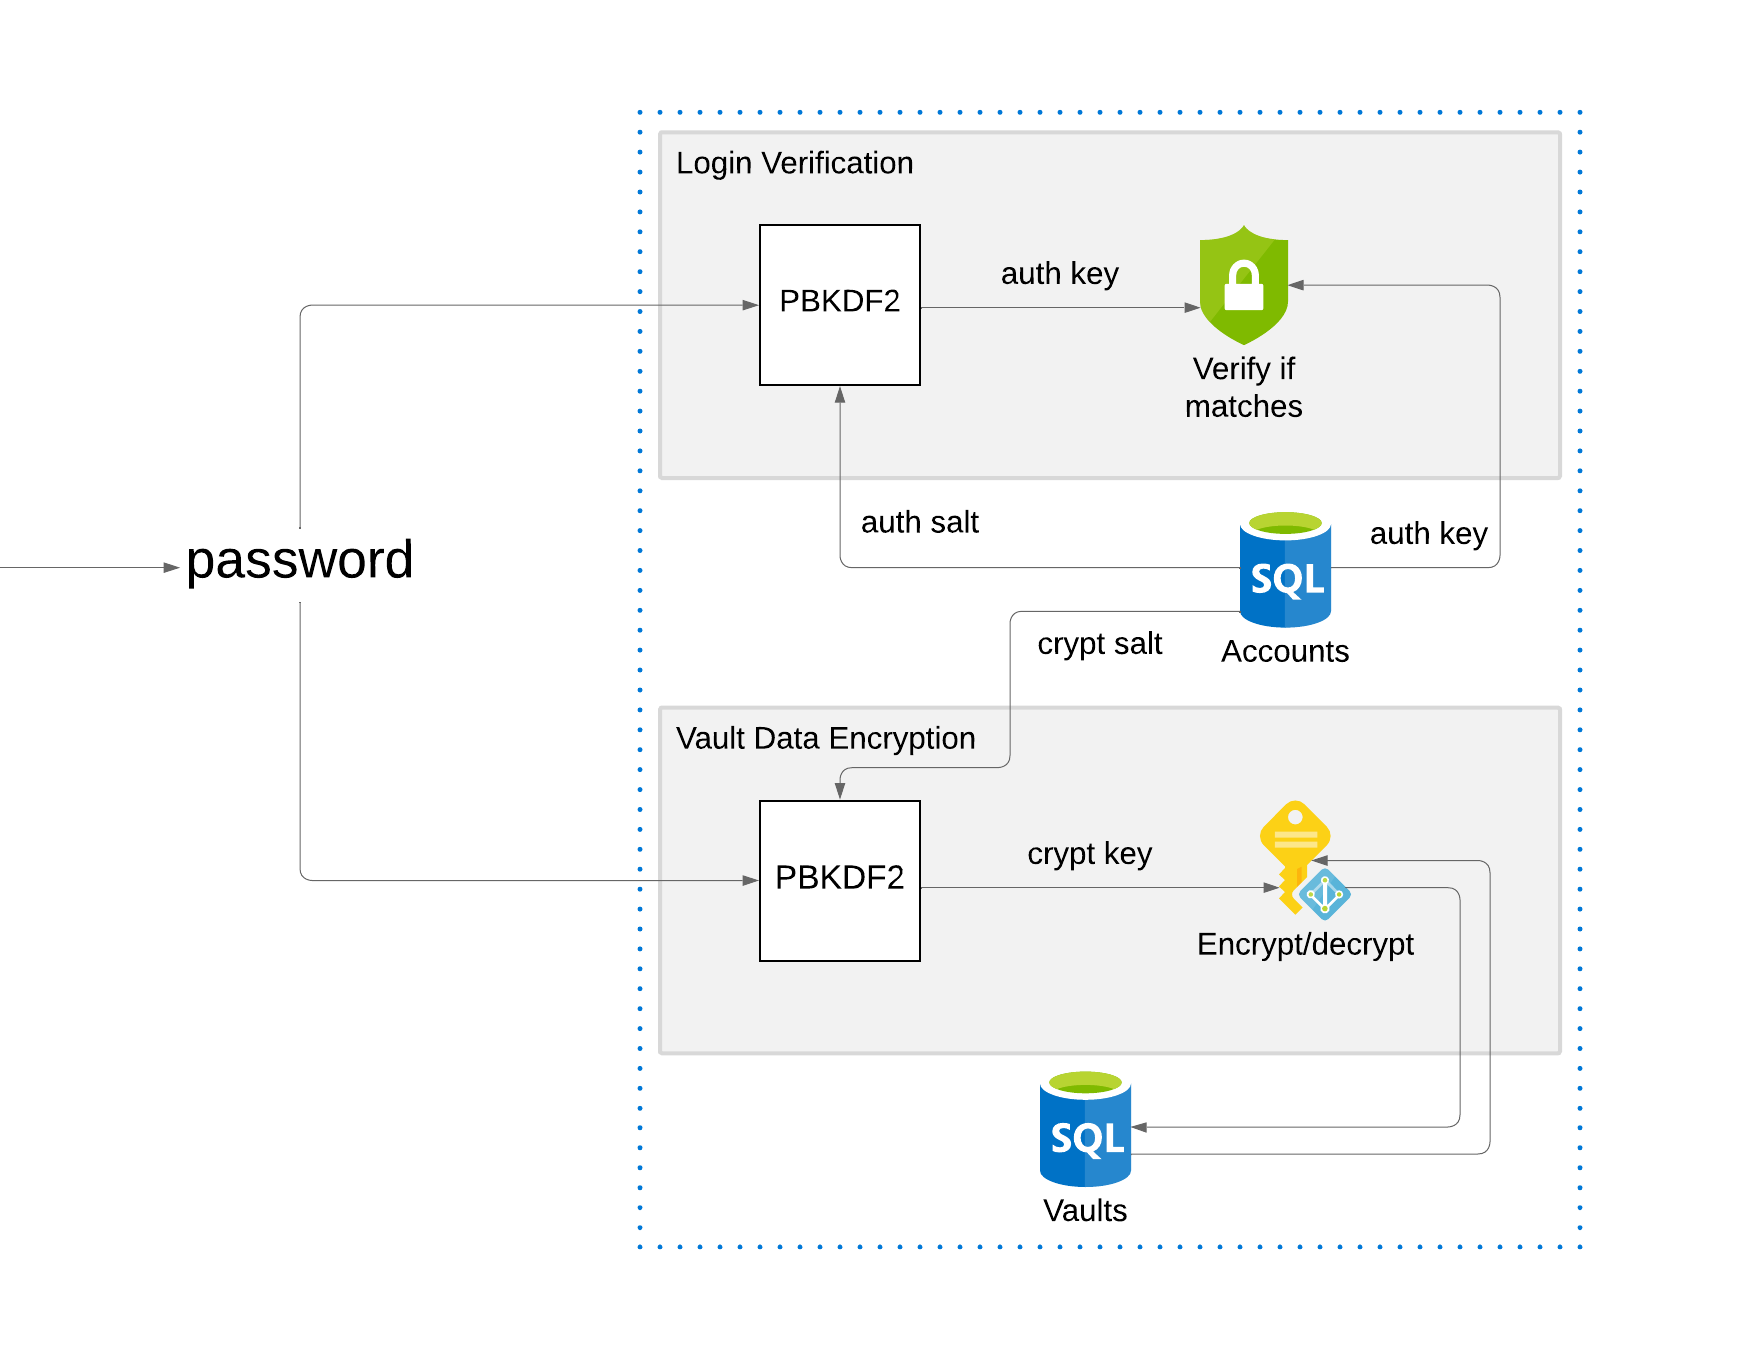 Login Verification
PBKDF2
auth key
Verify if
matches
auth salt
auth key
SQL
Accounts
password
crypt salt
Vault Data Encryption
PBKDF2
crypt key
Encrypt/decrypt
SQL
Vaults